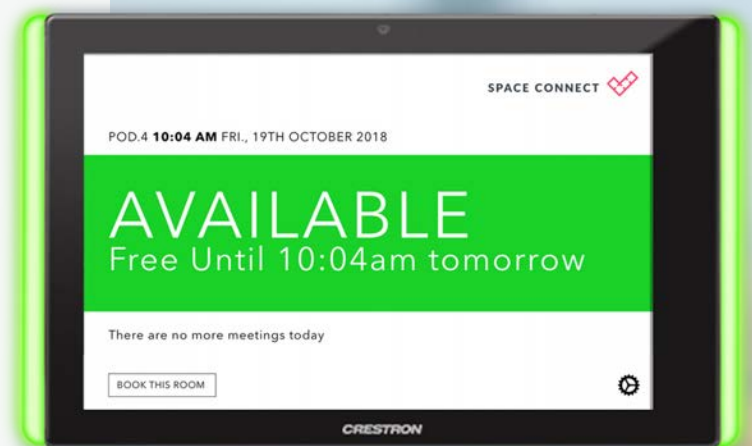 SPACE CONNECT
POD.4 10:04 AM FRI., 19TH OCTOBER 2018
AVAILABLE
Free Until 10:04am tomorrow
There are no more meetings today
BOOK THIS ROOM
CRESTRON